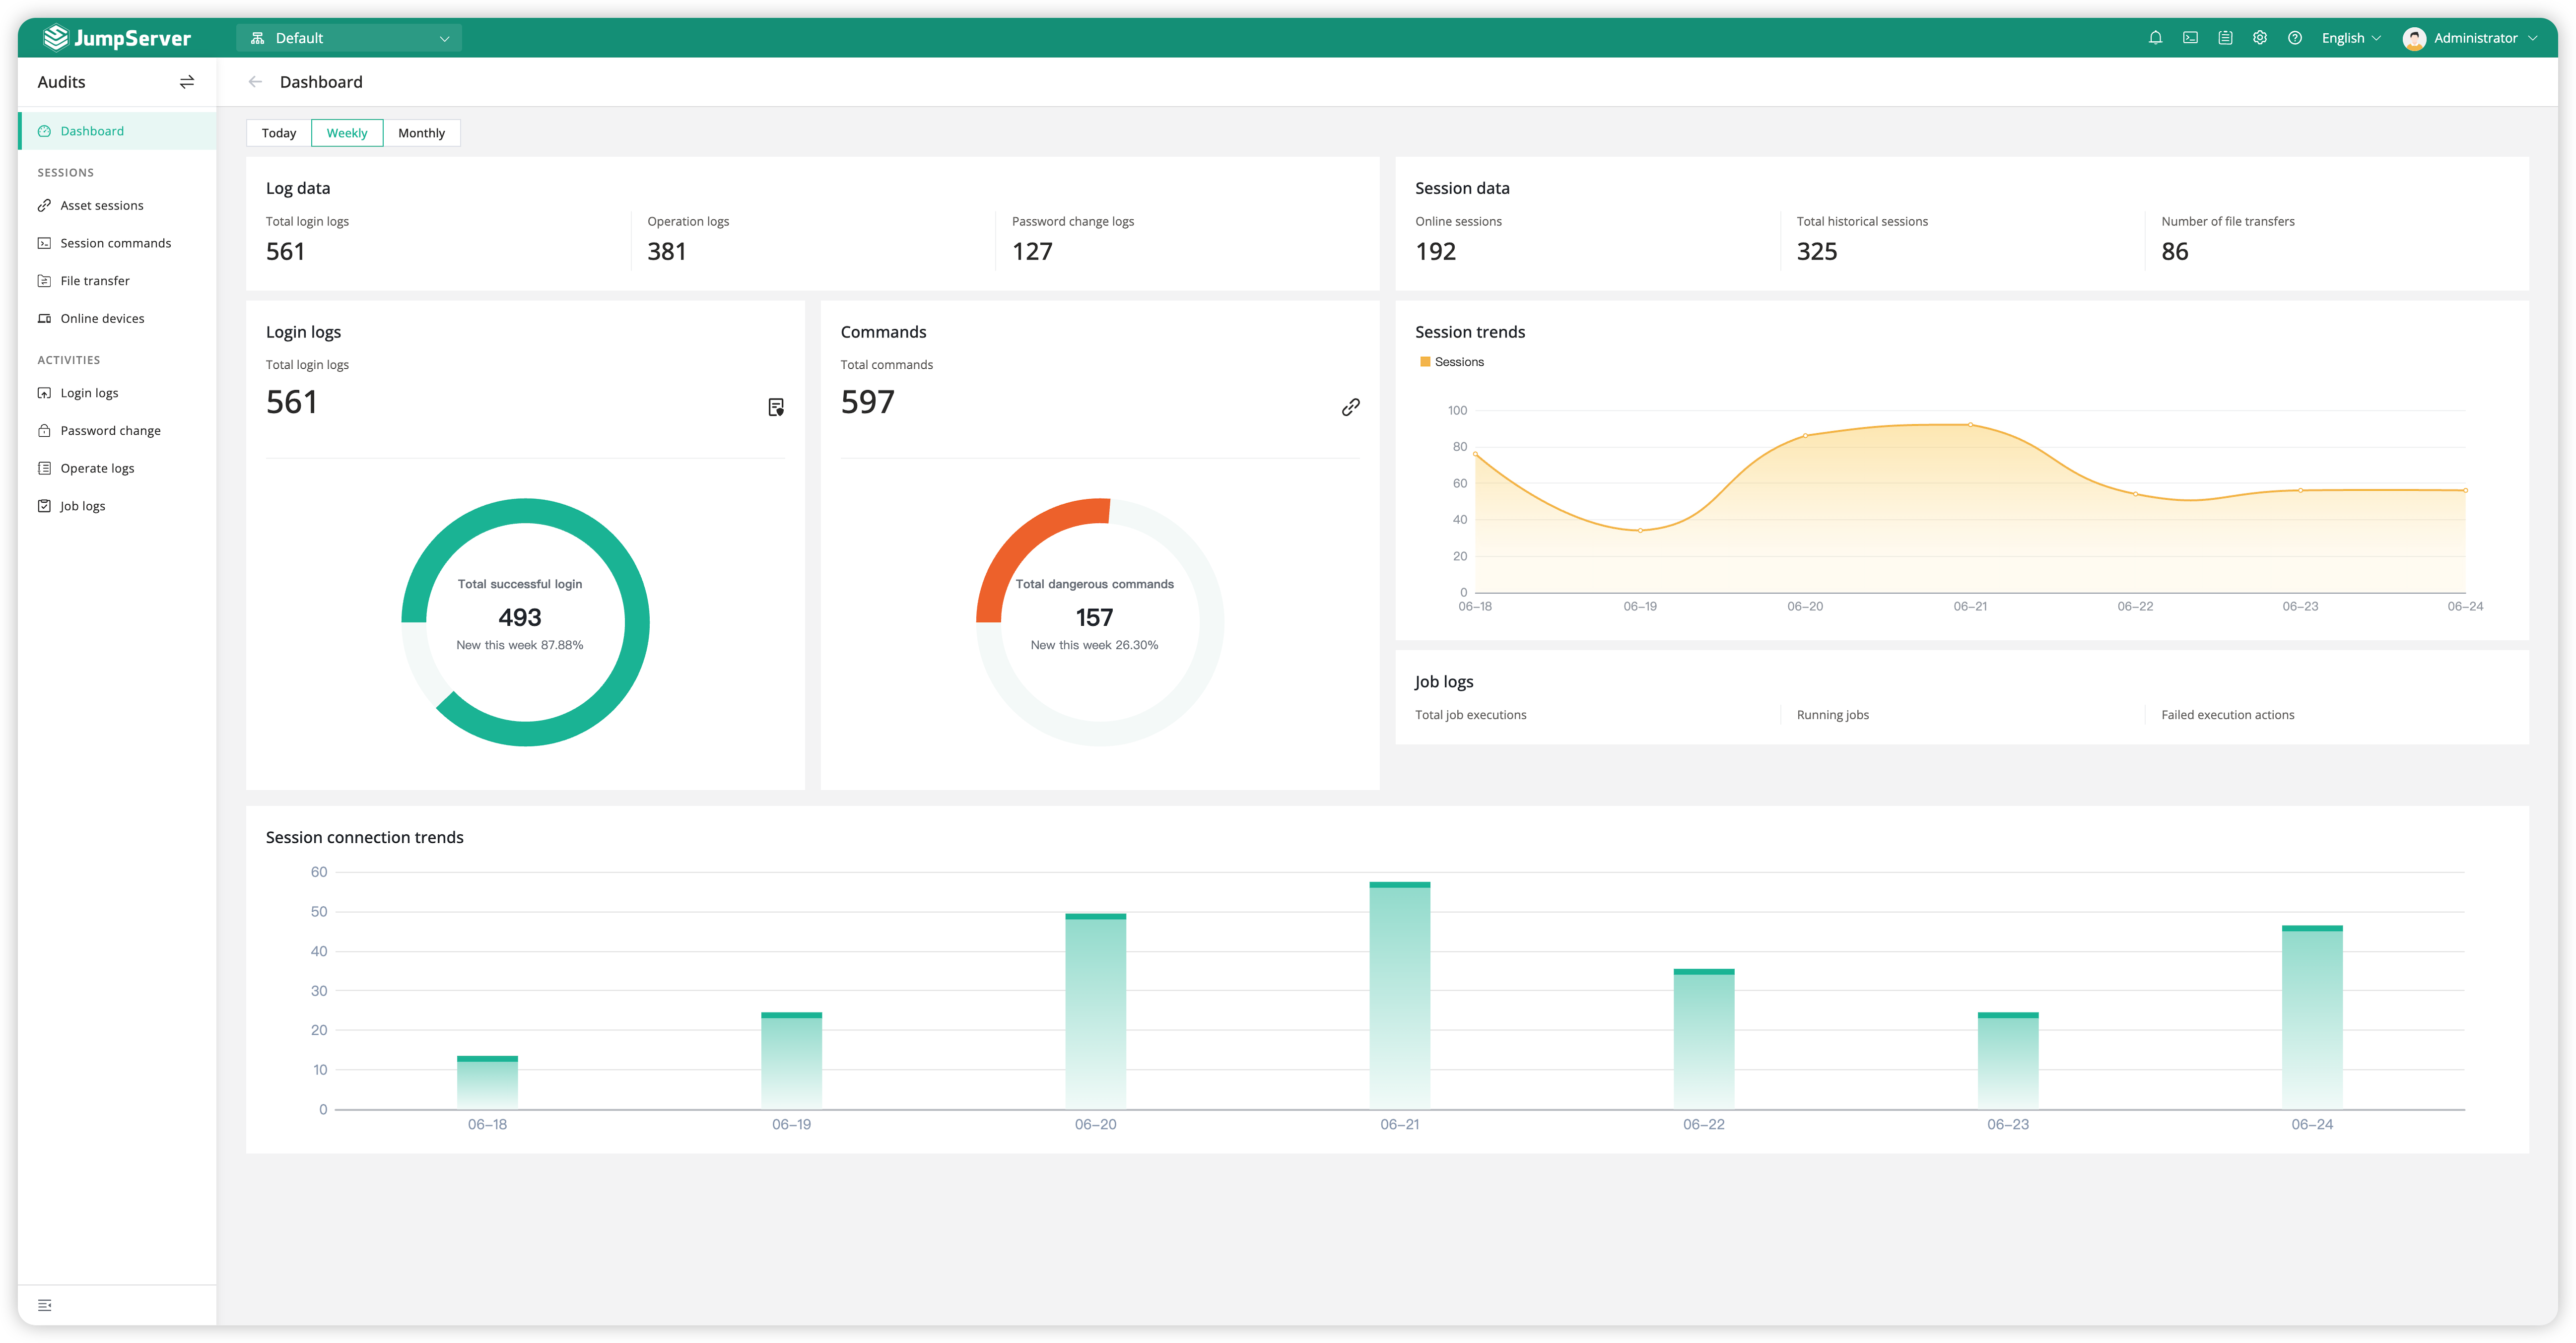 JumpServer
Default
English
Administrator
Audits
Dashboard
Dashboard
SESSIONS
Asset sessions
Session commands
File transfer
Online devices
ACTIVITIES
Login logs
Password change
Operate logs
Job logs
Today
Weekly
Monthly
Log data
Total login logs
561
Operation logs
381
Password change logs
127
Session data
Online sessions
192
Total historical sessions
325
Number of file transfers
86
Login logs
Total login logs
561
Total successful login
493
New this week 87.88%
Commands
Total commands
597
Total dangerous commands
157
New this week 26.30%
Session trends
Sessions
100
80
60
40
20
0
06-18
06-19
06-20
06-21
06-22
06-23
06-24
Job logs
Total job executions
Running jobs
Failed execution actions
Session connection trends
60
50
40
30
20
10
0
06-18
06-19
06-20
06-21
06-22
06-23
06-24